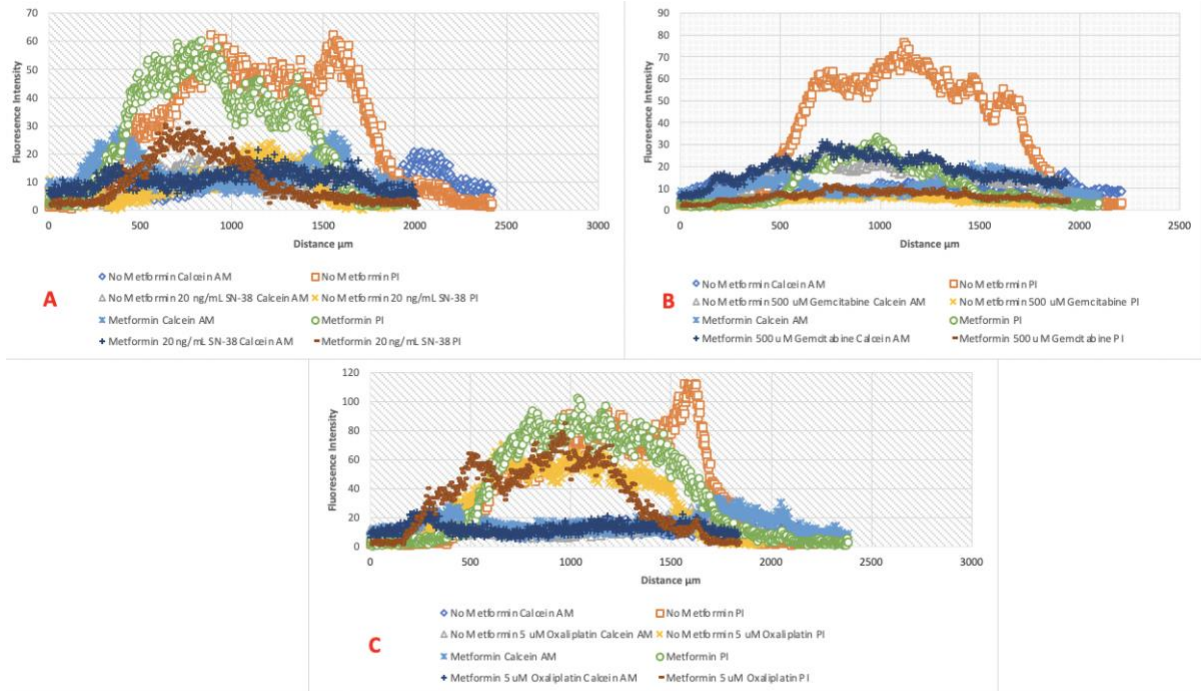 70
60
50
40
30
20
10
0
Fluoresence Intensity
0 500 1000 1500 2000 2500 3000
Distance μm
No Metformin Calcein AM No Metformin PI
No Metformin 20 ng/mL SN-38 Calcein AM No Metformin 20 ng/mL SN-38 PI
Metformin Calcein AM Metformin PI
Metformin 20 ng/mL SN-38 Calcein AM Metformin 20 ng/mL SN-38 PI
A
90
80
70
60
50
40
30
20
10
0
Fluoresence Intensity
0 500 1000 1500 2000 2500
Distance μm
No Metformin Calcein AM No Metformin PI
No Metformin 500 uM Gemcitabine Calcein AM No Metformin 500 uM Gemcitabine PI
Metformin Calcein AM Metformin PI
Metformin 500 uM Gemcitabine Calcein AM Metformin 500 uM Gemcitabine PI
B
120
100
80
60
40
20
0
Fluoresence Intensity
0 500 1000 1500 2000 2500 3000
Distance μm
No Metformin Calcein AM No Metformin PI
No Metformin 5 uM Oxaliplatin Calcein AM No Metformin 5 uM Oxaliplatin PI
Metformin Calcein AM Metformin PI
Metformin 5 uM Oxaliplatin Calcein AM Metformin 5 uM Oxaliplatin PI
C